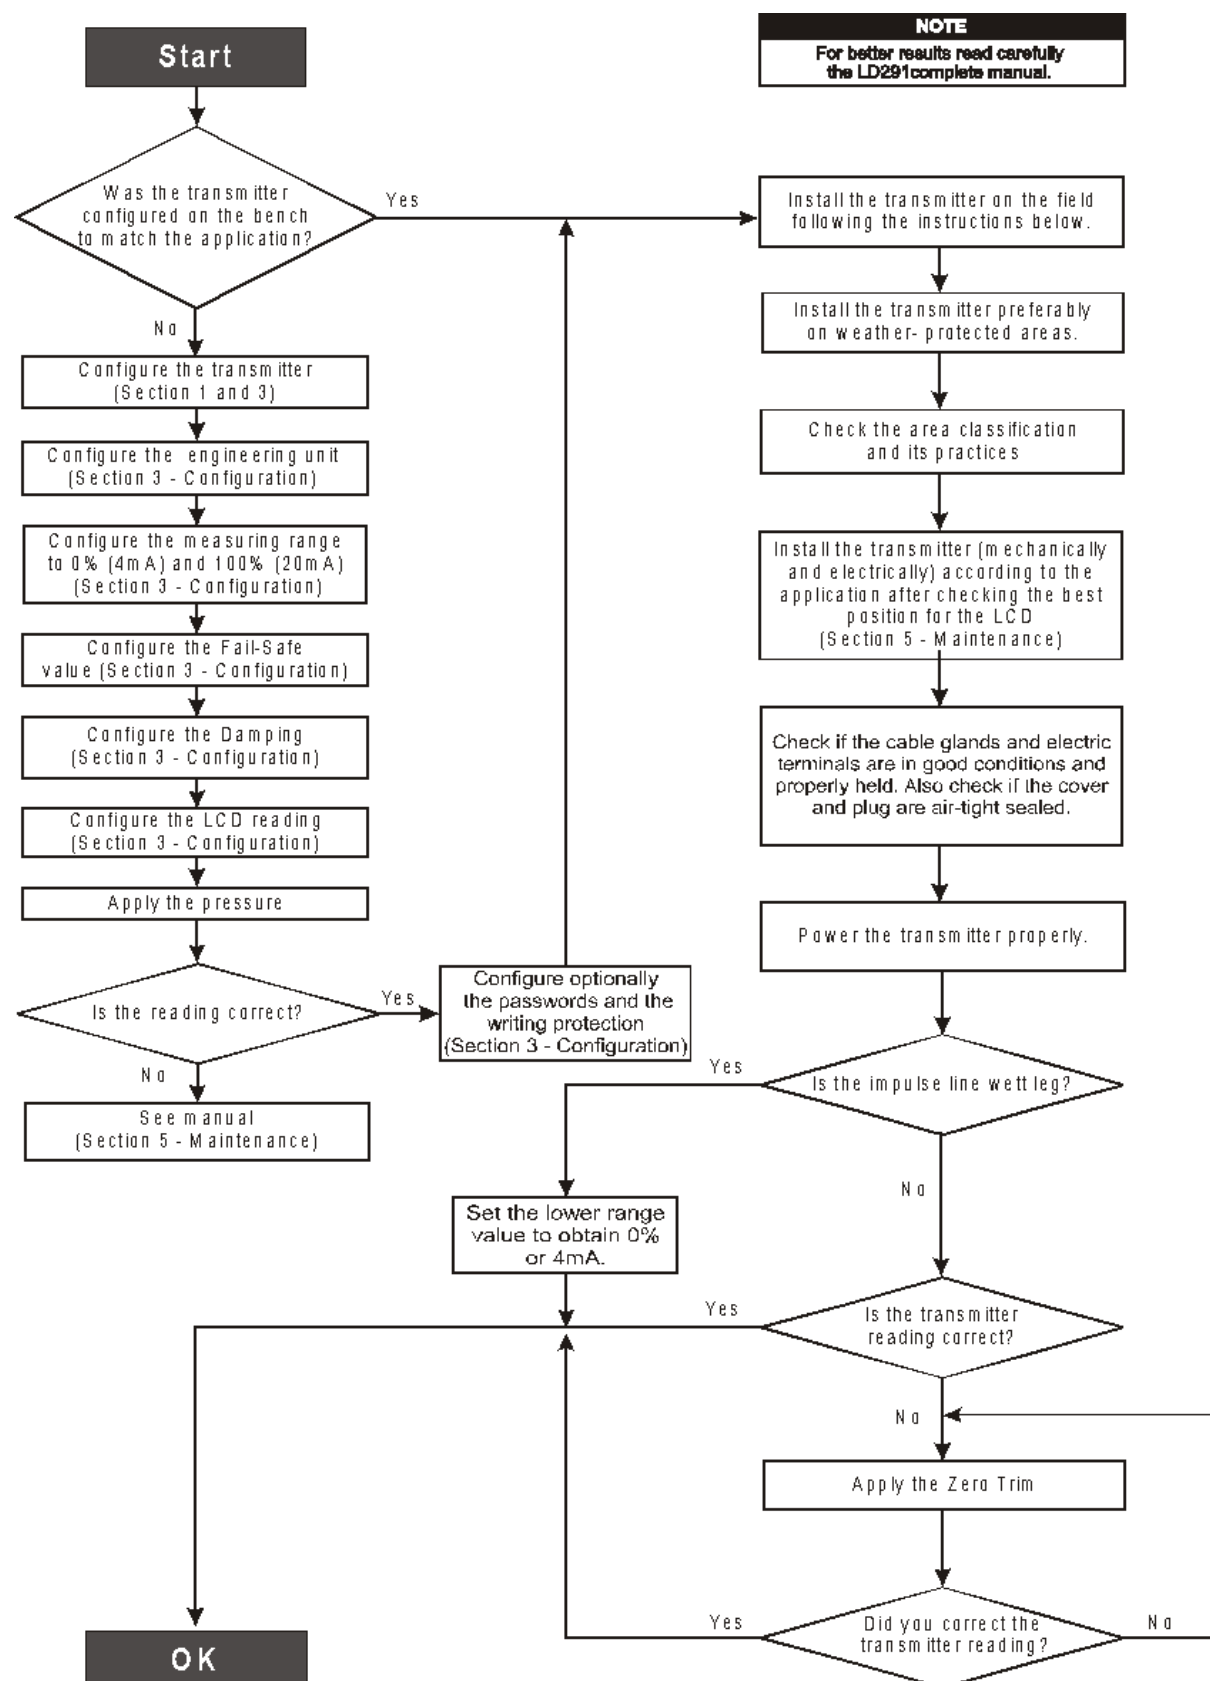 Start
NOTE
For better results read carefully
the LD291complete manual.
Was the transmitter
configured on the bench
to match the application?
Yes
No
Configure the transmitter
(Section 1 and 3)
Configure the engineering unit
(Section 3 - Configuration)
Configure the measuring range
to 0% (4mA) and 100% (20mA)
(Section 3 - Configuration)
Configure the Fail-Safe
value (Section 3 - Configuration)
Configure the Damping
(Section 3 - Configuration)
Configure the LCD reading
(Section 3 - Configuration)
Apply the pressure
Is the reading correct?
Yes
No
See manual
(Section 5 - Maintenance)
Configure optionally
the passwords and the
writing protection
(Section 3 - Configuration)
Install the transmitter on the field
following the instructions below.
Install the transmitter preferably
on weather- protected areas.
Check the area classification
and its practices
Install the transmitter (mechanically
and electrically) according to the
application after checking the best
position for the LCD
(Section 5 - Maintenance)
Check if the cable glands and electric
terminals are in good conditions and
properly held. Also check if the cover
and plug are air-tight sealed.
Power the transmitter properly.
Is the impulse line wett leg?
Yes
No
Set the lower range
value to obtain 0%
or 4mA.
Is the transmitter
reading correct?
Yes
No
Apply the Zero Trim
Did you correct the
transmitter reading?
Yes
No
OK